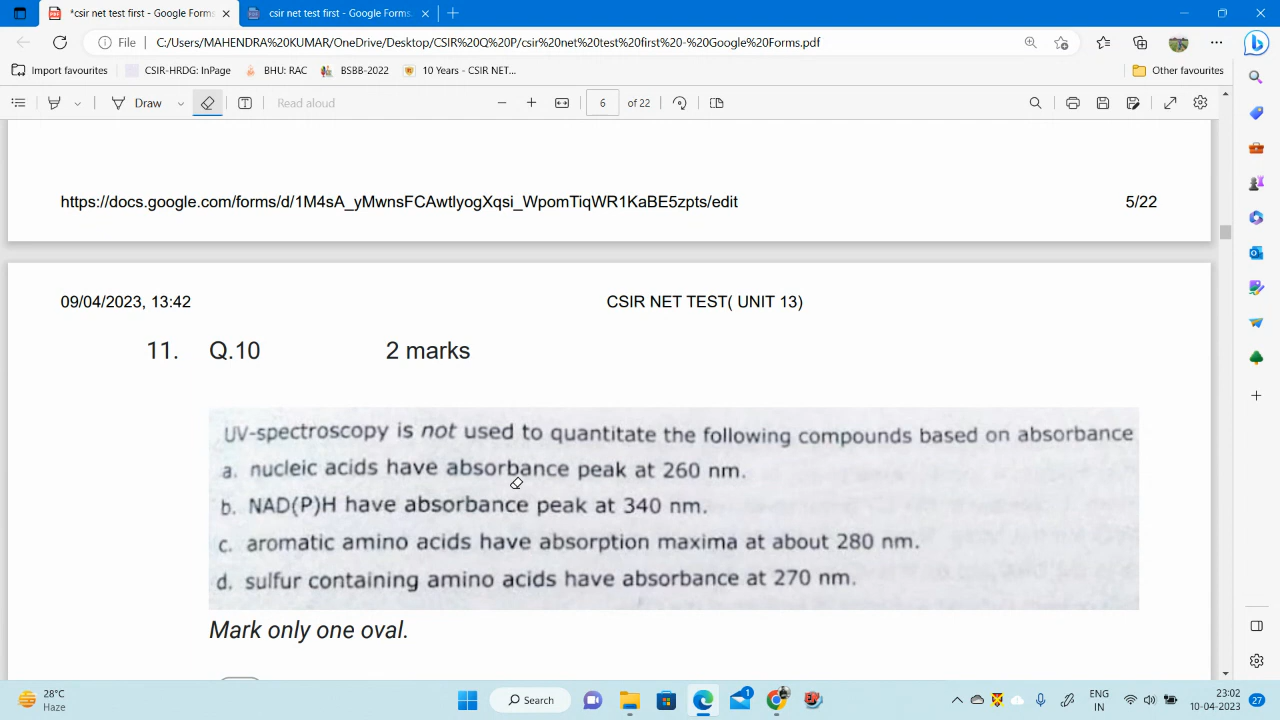 *csir net test first - Google Forms
csir net test first - Google Forms
File
C:/Users/MAHENDRA%20KUMAR/OneDrive/Desktop/CSIR%20Q%20P/csir%20net%20test%20first%20-%20Google%20Forms.pdf
Import favourites
CSIR-HRDG: InPage
BHU: RAC
BSBB-2022
10 Years - CSIR NET...
Other favourites
Draw
Read aloud
6
of 22
https://docs.google.com/forms/d/1M4sA_yMwnsFCAwtlyogXqsi_WpomTiqWR1KaBE5zpts/edit
5/22
09/04/2023, 13:42
CSIR NET TEST( UNIT 13)
11. Q.10 2 marks
UV-spectroscopy is not used to quantitate the following compounds based on absorbance
a. nucleic acids have absorbance peak at 260 nm.
b. NAD(P)H have absorbance peak at 340 nm.
c. aromatic amino acids have absorption maxima at about 280 nm.
d. sulfur containing amino acids have absorbance at 270 nm.
Mark only one oval.
28°C
Haze
Search
1
ENG
IN
23:02
10-04-2023
27